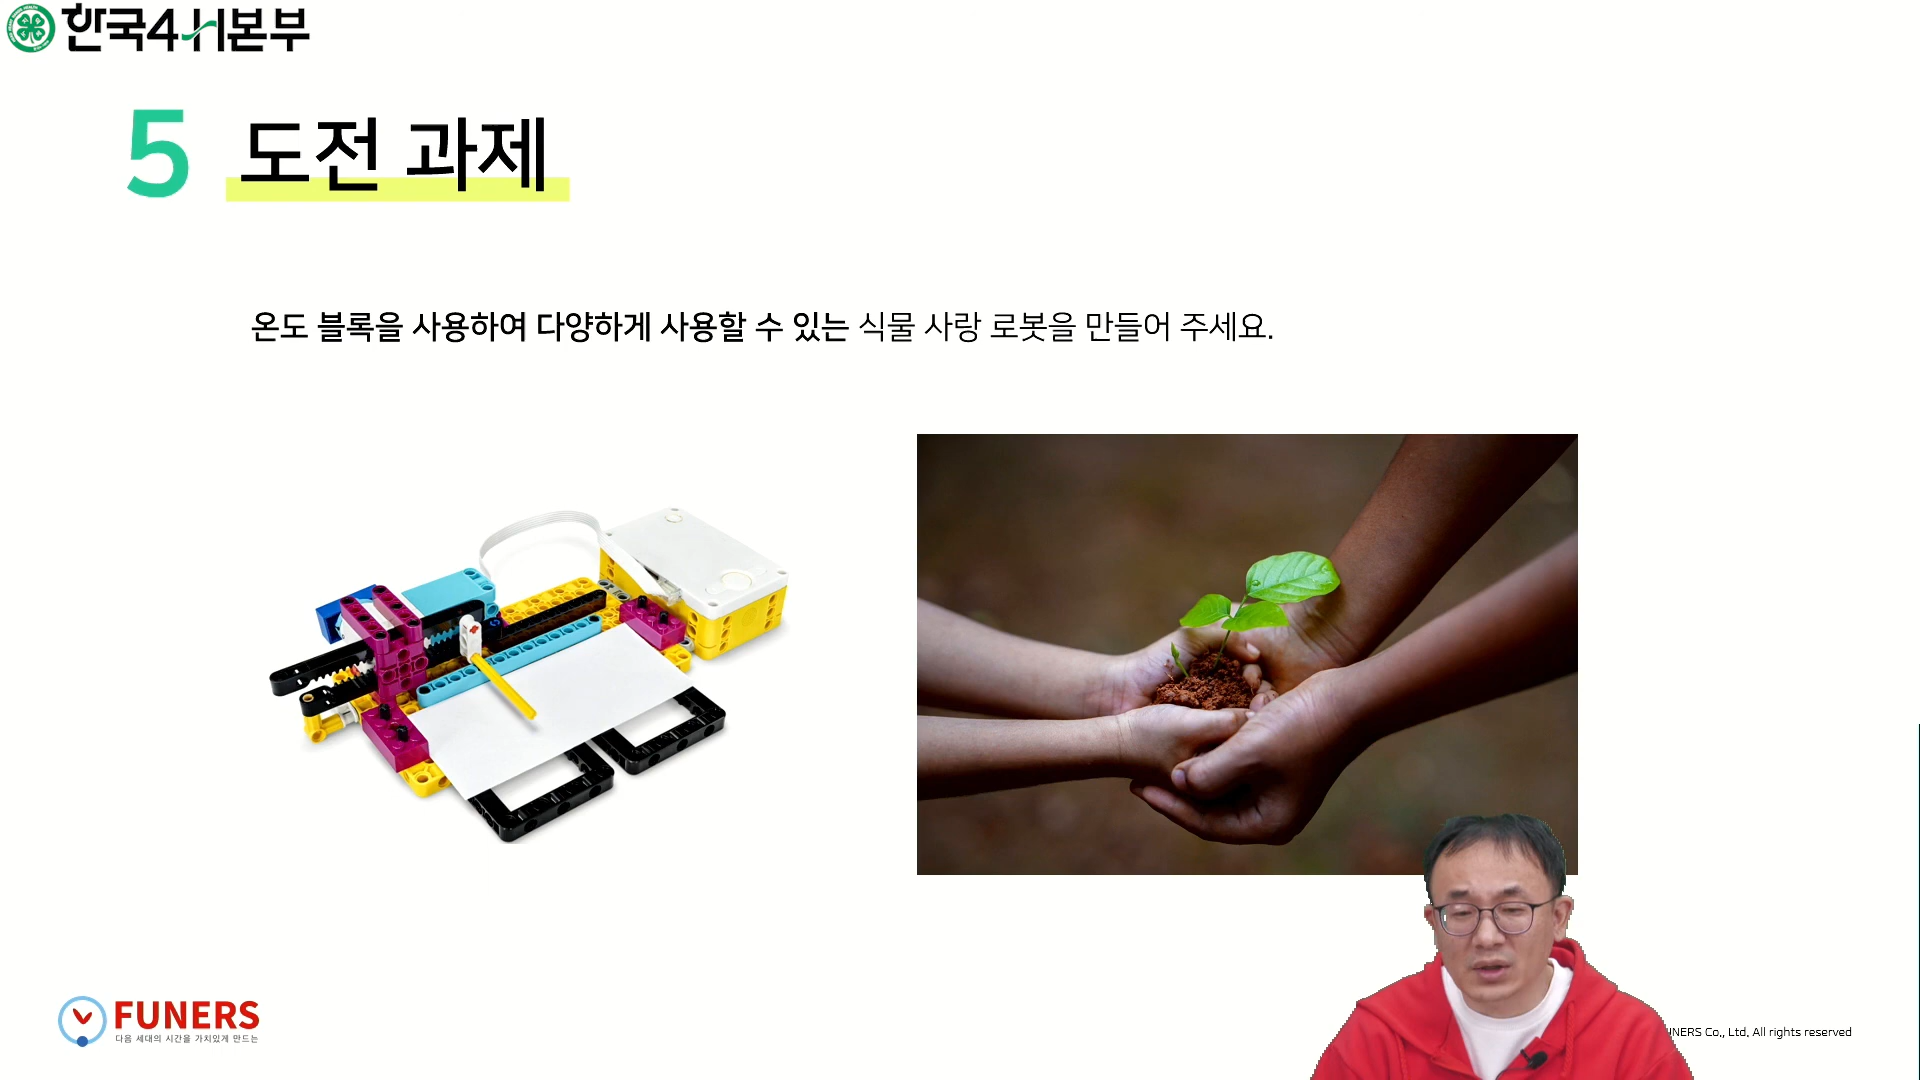 한국4-H본부
5 도전 과제
온도 블록을 사용하여 다양하게 사용할 수 있는 식물 사랑 로봇을 만들어 주세요.
FUNERS
다음 세대의 시간을 가치있게 만드는
NERS Co., Ltd. All rights reserved